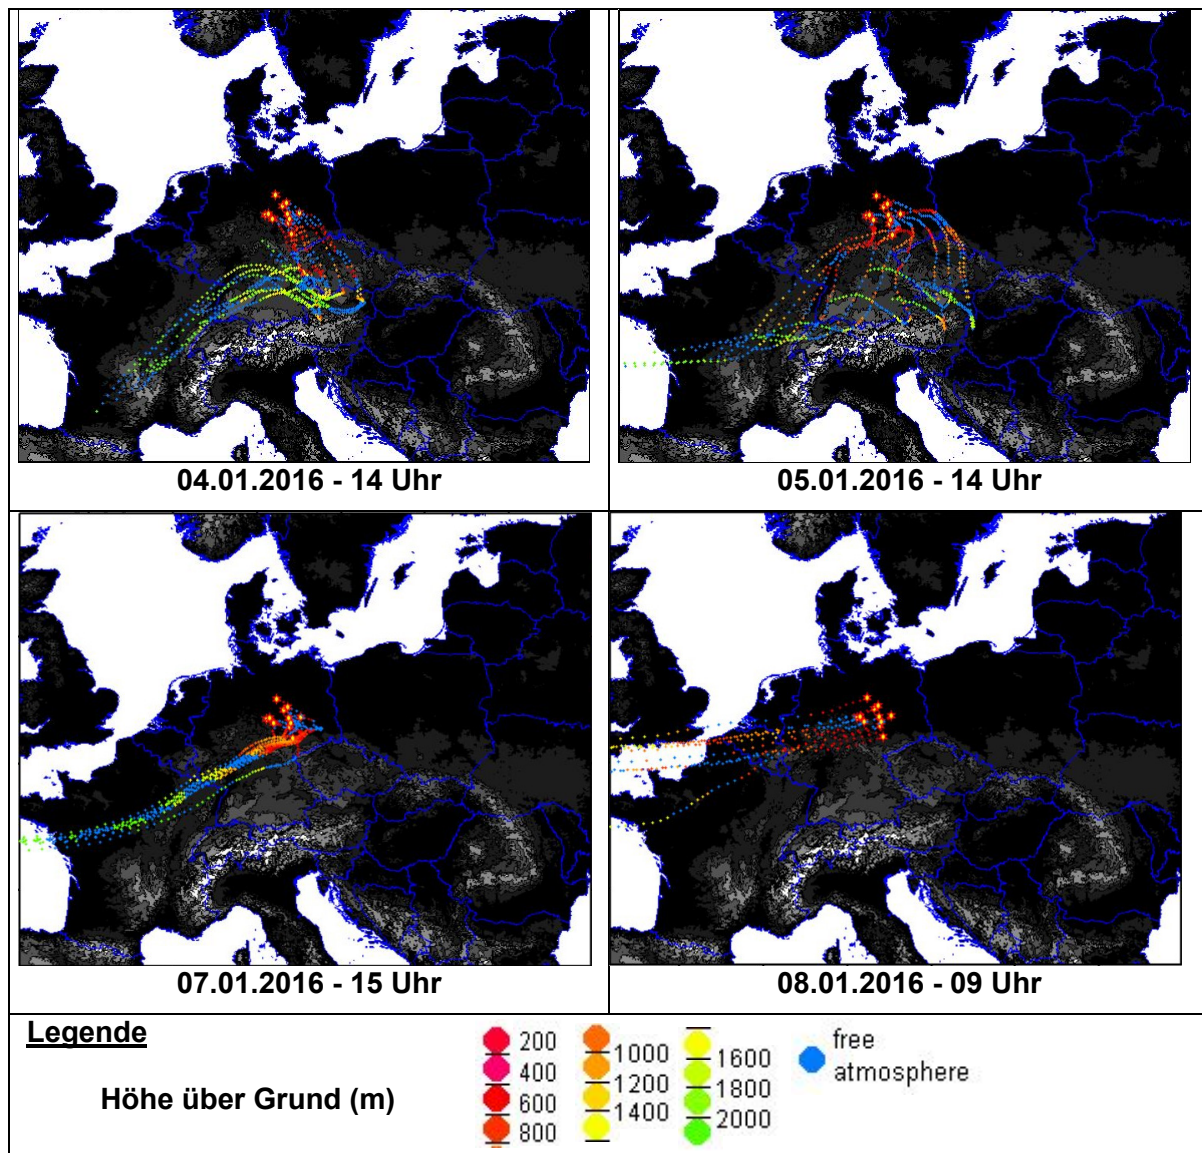 04.01.2016 - 14 Uhr
05.01.2016 - 14 Uhr
07.01.2016 - 15 Uhr
08.01.2016 - 09 Uhr
Legende
Höhe über Grund (m)
200
400
600
800
1000
1200
1400
1600
1800
2000
free
atmosphere